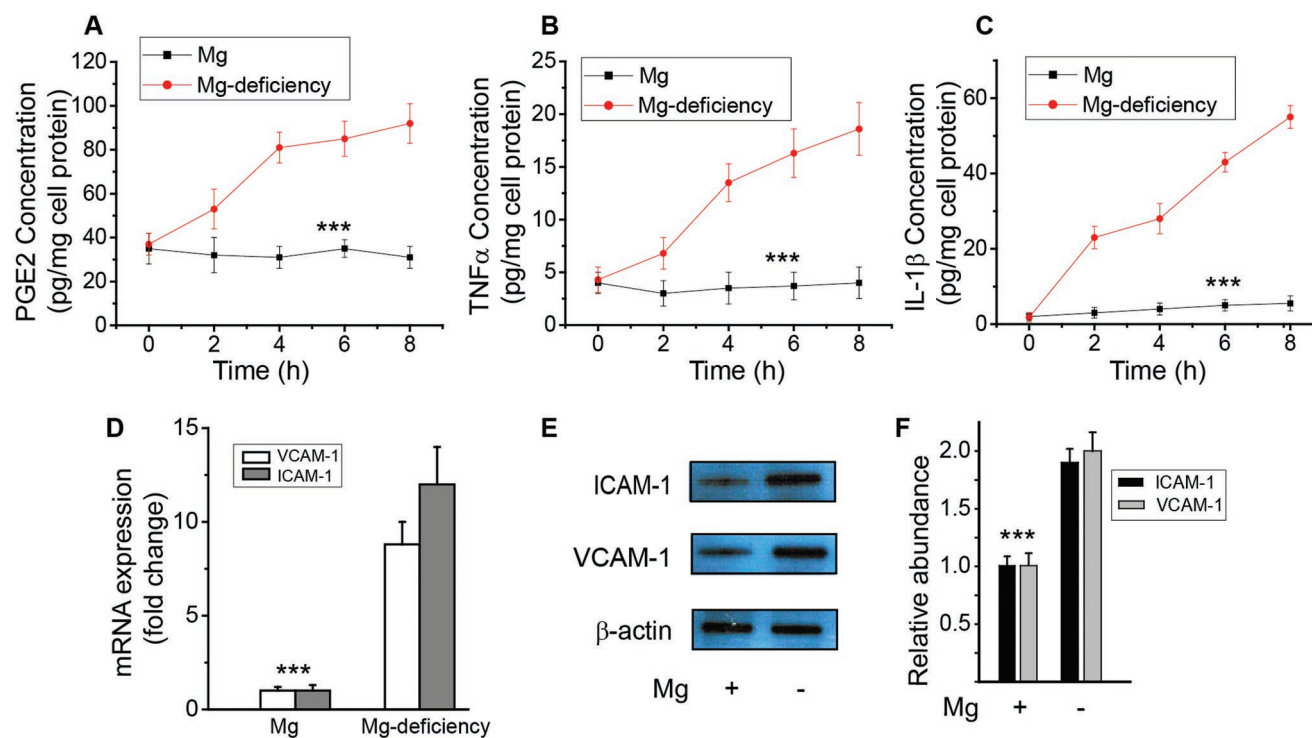 A
Mg
Mg-deficiency
PGE2 Concentration
(pg/mg cell protein)
120
100
80
60
40
20
0
***
0 2 4 6 8
Time (h)
B
Mg
Mg-deficiency
TNFα Concentration
(pg/mg cell protein)
25
20
15
10
5
0
***
0 2 4 6 8
Time (h)
C
Mg
Mg-deficiency
IL-1β Concentration
(pg/mg cell protein)
60
40
20
0
***
0 2 4 6 8
Time (h)
D
VCAM-1
ICAM-1
mRNA expression
(fold change)
15
10
5
0
***
Mg Mg-deficiency
E
ICAM-1
VCAM-1
β-actin
Mg + -
F
ICAM-1
VCAM-1
Relative abundance
2.0
1.5
1.0
0.5
***
Mg + -